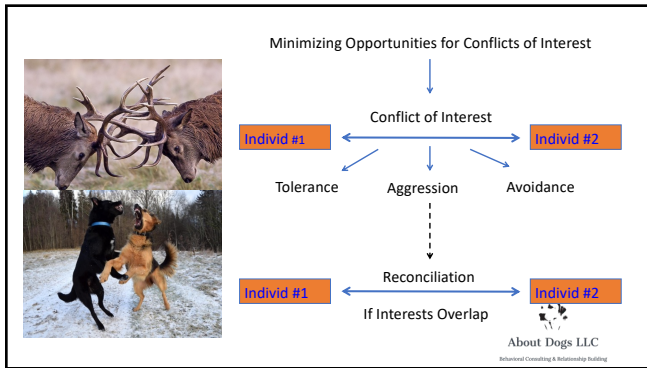 Minimizing Opportunities for Conflicts of Interest
Conflict of Interest
Individ #1
Individ #2
Tolerance
Aggression
Avoidance
Reconciliation
Individ #1
Individ #2
If Interests Overlap
About Dogs LLC
Behavioral Consulting & Relationship Building